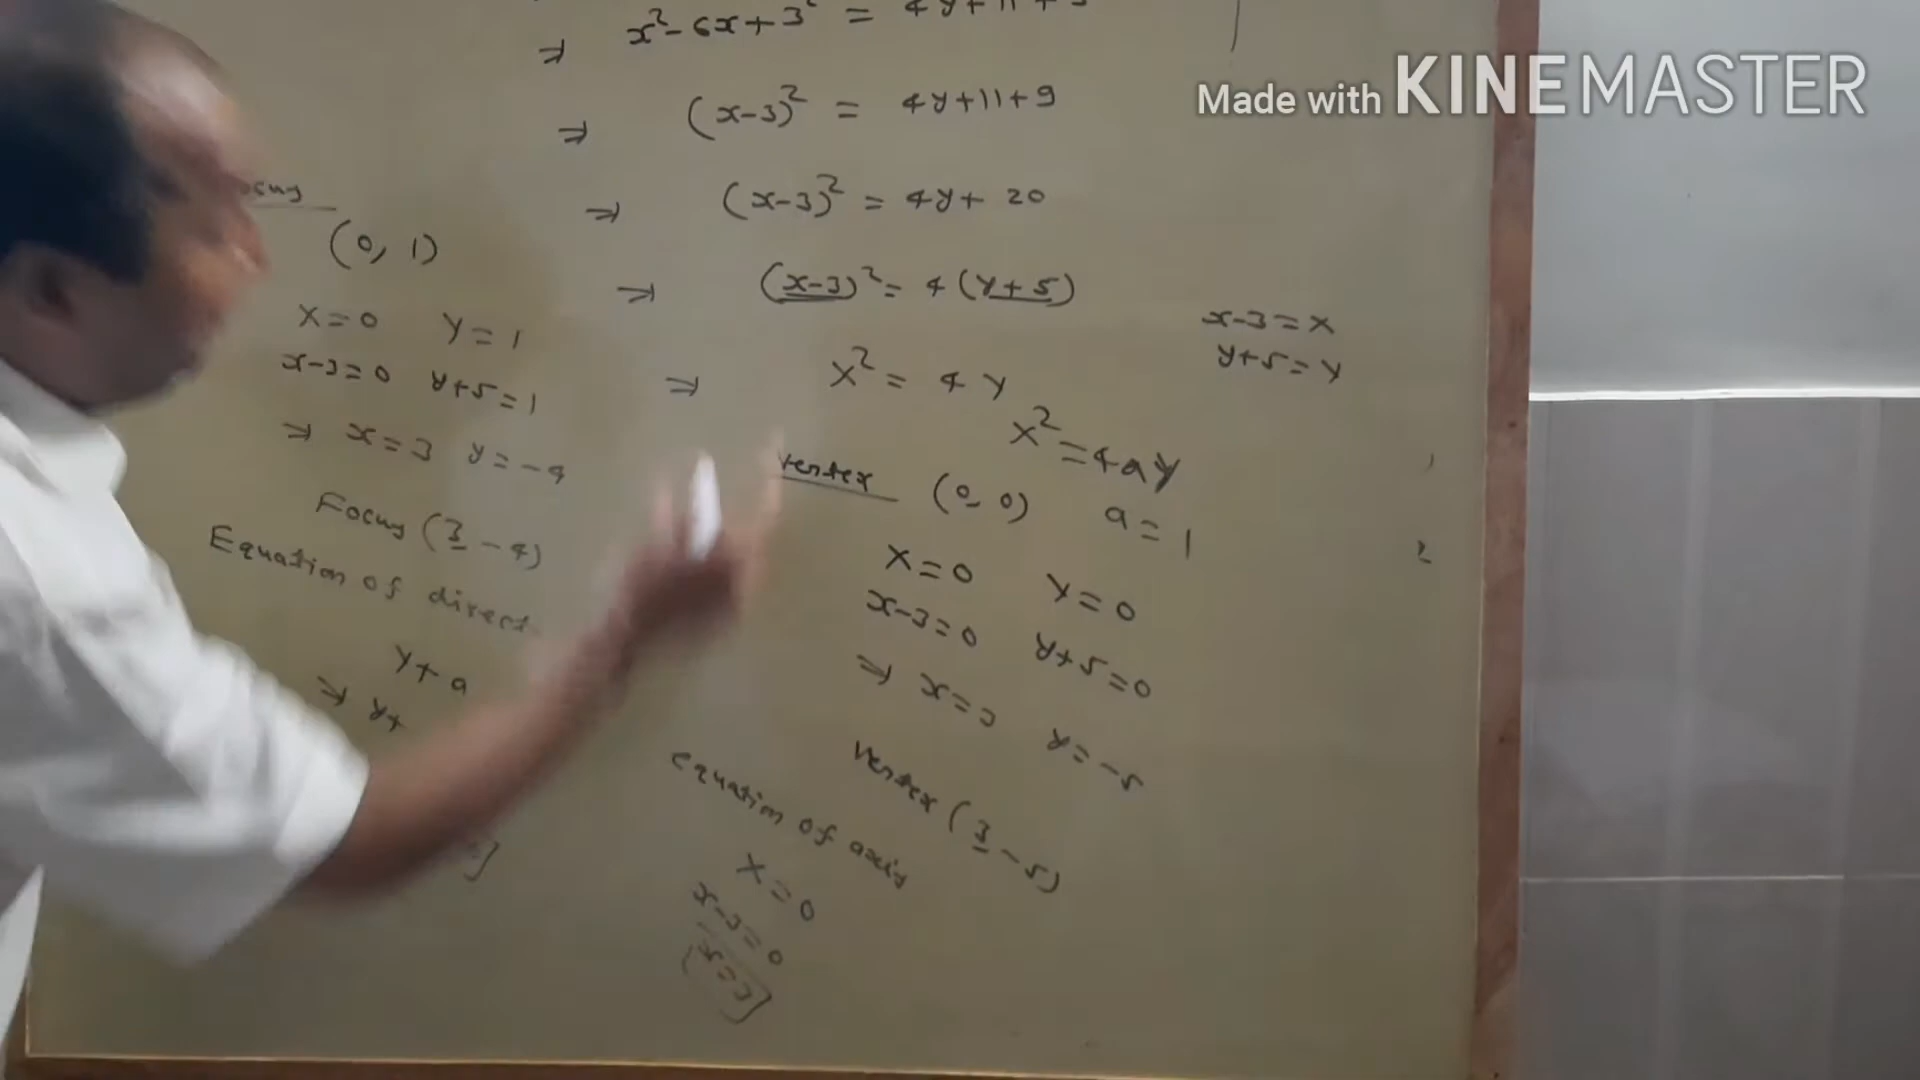 ⇒ x²-6x+3² = 4y+11+3
Made with KINEMASTER
⇒ (x-3)² = 4y+11+9
⇒ (x-3)² = 4y+20
⇒ (x-3)² = 4(y+5)
x-3=X
y+5=Y
⇒ X² = 4Y
X²=4aY
vertex (0, 0) a=1
X=0 Y=0
x-3=0 y+5=0
⇒ x=3 y=-5
Vertex (3 -5)
equation of axis
X=0
x-3=0
x=3
(0, 1)
X=0 Y=1
x-3=0 y+5=1
⇒ x=3 y=-4
Focus (3 -4)
Equation of direct
Y+a
⇒ y+